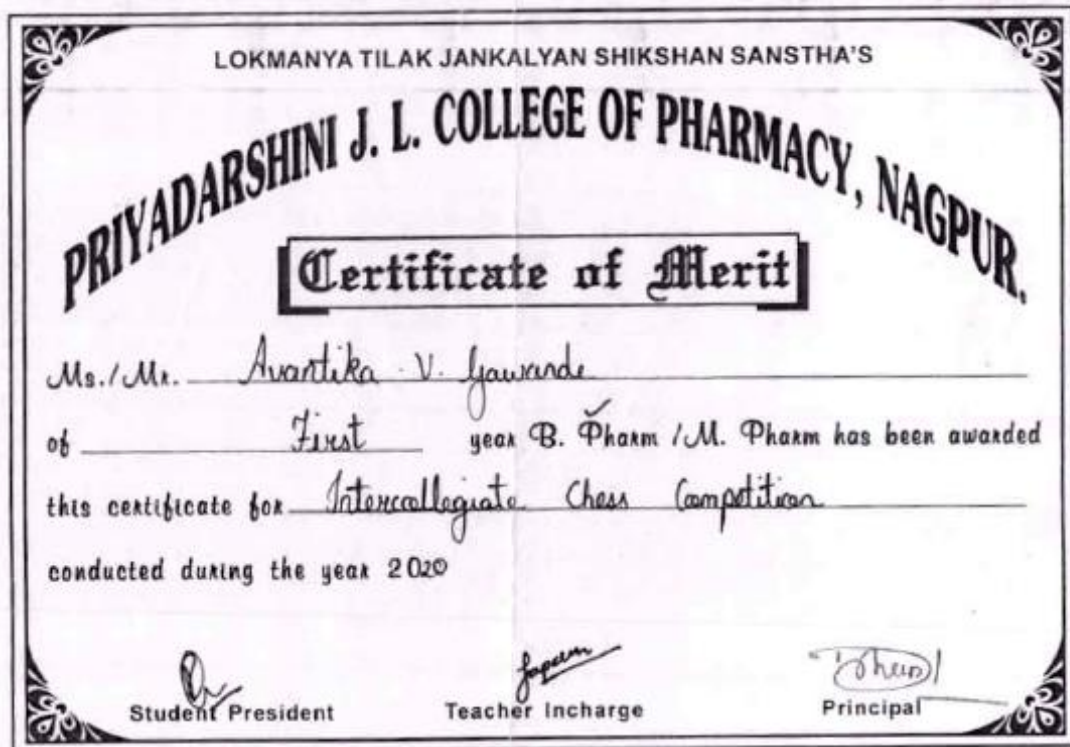 LOKMANYA TILAK JANKALYAN SHIKSHAN SANSTHA'S
PRIYADARSHINI J. L. COLLEGE OF PHARMACY, NAGPUR.
Certificate of Merit
Ms./Mr. Avantika V. Gawande
of First year B. Pharm / M. Pharm has been awarded
this certificate for Intercollegiate Chess Competition
conducted during the year 2020
Student President Teacher Incharge Principal